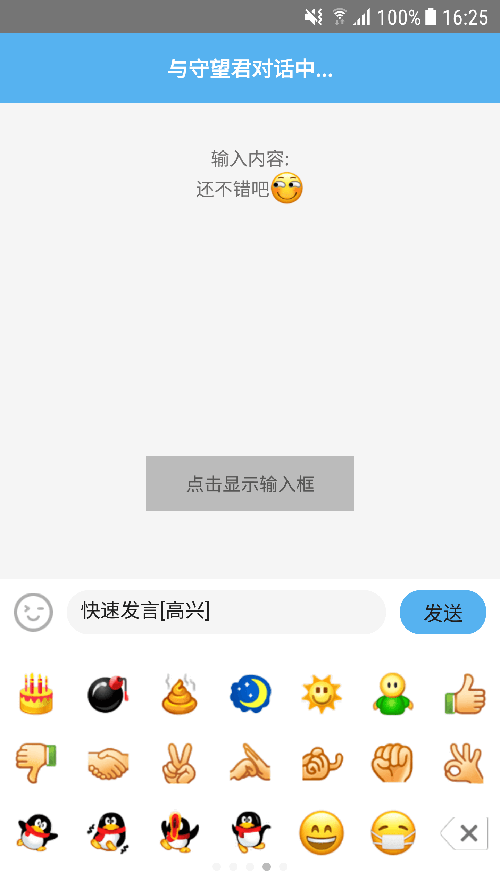 100% 16:25
与守望君对话中...
输入内容:
还不错吧
点击显示输入框
快速发言[高兴]
发送